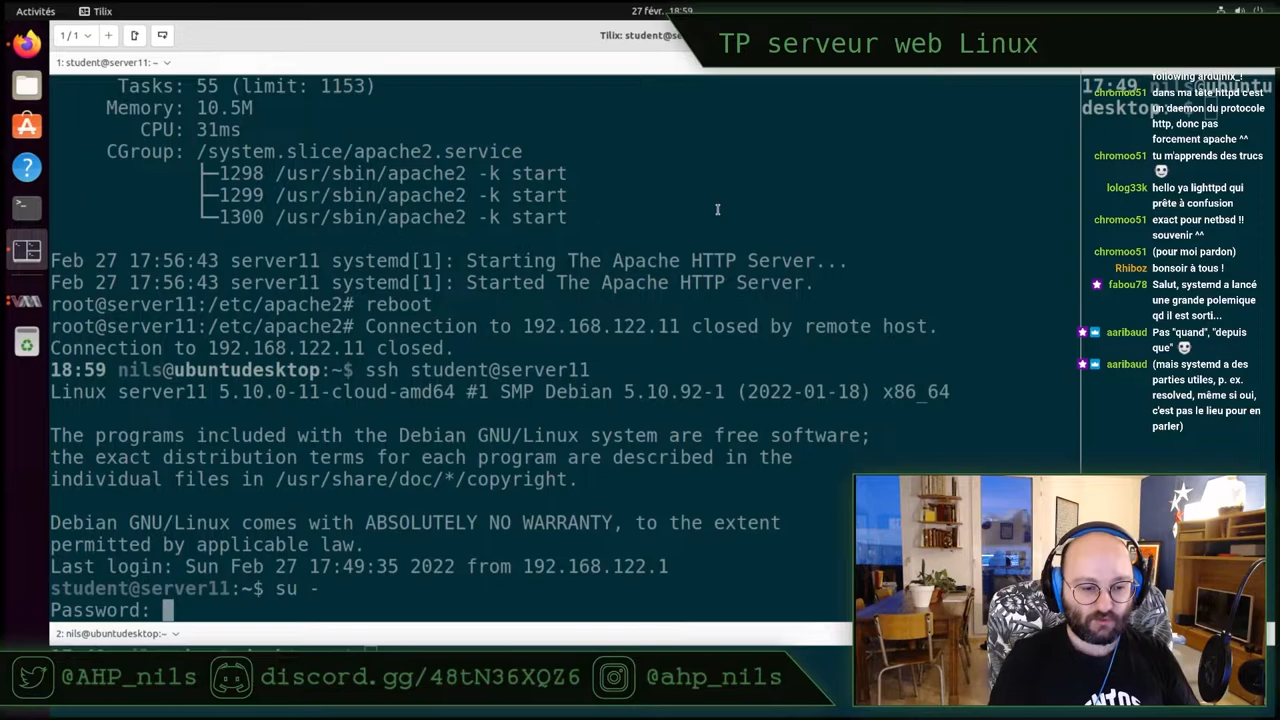 Activités
Tilix
27 févr. 18:59
1 / 1
Tilix: student@se
TP serveur web Linux
1: student@server11: ~
Tasks: 55 (limit: 1153)
Memory: 10.5M
CPU: 31ms
CGroup: /system.slice/apache2.service
├─1298 /usr/sbin/apache2 -k start
├─1299 /usr/sbin/apache2 -k start
└─1300 /usr/sbin/apache2 -k start
Feb 27 17:56:43 server11 systemd[1]: Starting The Apache HTTP Server...
Feb 27 17:56:43 server11 systemd[1]: Started The Apache HTTP Server.
root@server11:/etc/apache2# reboot
root@server11:/etc/apache2# Connection to 192.168.122.11 closed by remote host.
Connection to 192.168.122.11 closed.
18:59 nils@ubuntudesktop:~$ ssh student@server11
Linux server11 5.10.0-11-cloud-amd64 #1 SMP Debian 5.10.92-1 (2022-01-18) x86_64
The programs included with the Debian GNU/Linux system are free software;
the exact distribution terms for each program are described in the
individual files in /usr/share/doc/*/copyright.
Debian GNU/Linux comes with ABSOLUTELY NO WARRANTY, to the extent
permitted by applicable law.
Last login: Sun Feb 27 17:49:35 2022 from 192.168.122.1
student@server11:~$ su -
Password:
2: nils@ubuntudesktop:~
17:49 nils@ubuntu
desktop:~$
following arduinix_!
chromo51 dans ma tête httpd c'est
un daemon du protocole
http, donc pas
forcement apache ^^
chromoo51 tu m'apprends des trucs
lolog33k hello ya lighttpd qui
prête à confusion
chromoo51 exact pour netbsd !!
souvenir ^^
chromoo51 (pour moi pardon)
Rhiboz bonsoir à tous !
fabou78 Salut, systemd a lancé
une grande polemique
qd il est sorti...
aaribaud Pas "quand", "depuis
que"
aaribaud (mais systemd a des
parties utiles, p. ex.
resolved, même si oui,
c'est pas le lieu pour en
parler)
@AHP_nils
discord.gg/48tN36XQZ6
@ahp_nils